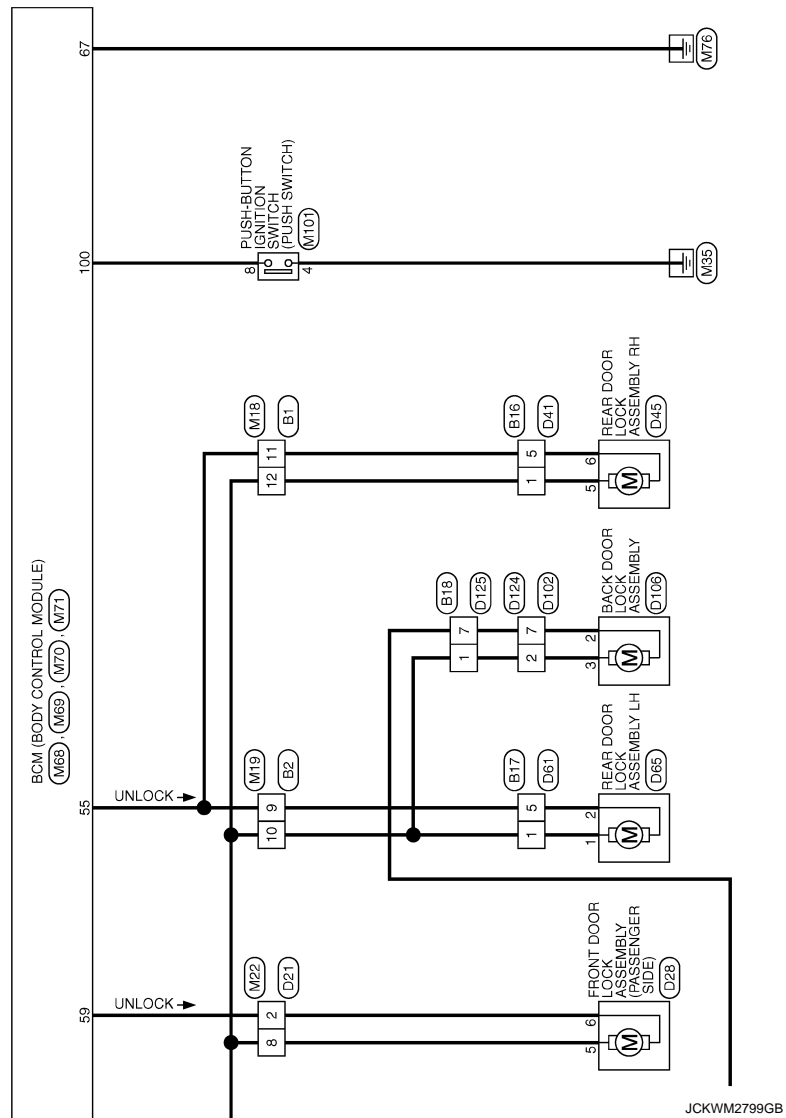 BCM (BODY CONTROL MODULE)
M68 , M69 , M70 , M71
59
UNLOCK
55
UNLOCK
100
67
M22
D21
8
2
5
6
FRONT DOOR
LOCK
ASSEMBLY
(PASSENGER
SIDE)
D28
M19
B2
10
9
B17
D61
1
5
1
2
REAR DOOR
LOCK
ASSEMBLY LH
D65
B18
D125
1
7
D124
D102
2
7
3
2
BACK DOOR
LOCK
ASSEMBLY
D106
M18
B1
12
11
B16
D41
1
5
5
6
REAR DOOR
LOCK
ASSEMBLY RH
D45
PUSH-BUTTON
IGNITION
SWITCH
(PUSH SWITCH)
M101
8
4
M35
M76
M
M
M
M
JCKWM2799GB